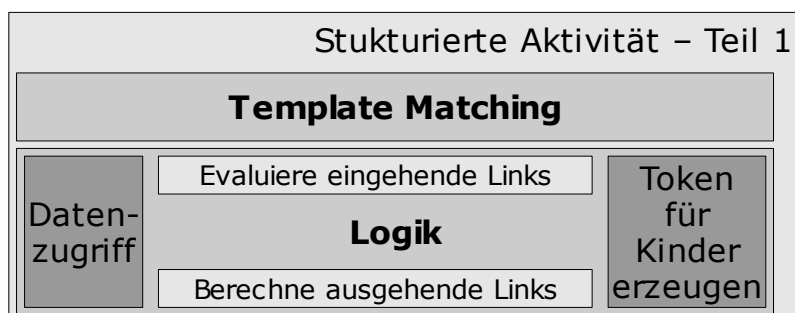 Stukturierte Aktivität – Teil 1
Template Matching
Daten-
zugriff
Evaluiere eingehende Links
Logik
Berechne ausgehende Links
Token
für
Kinder
erzeugen